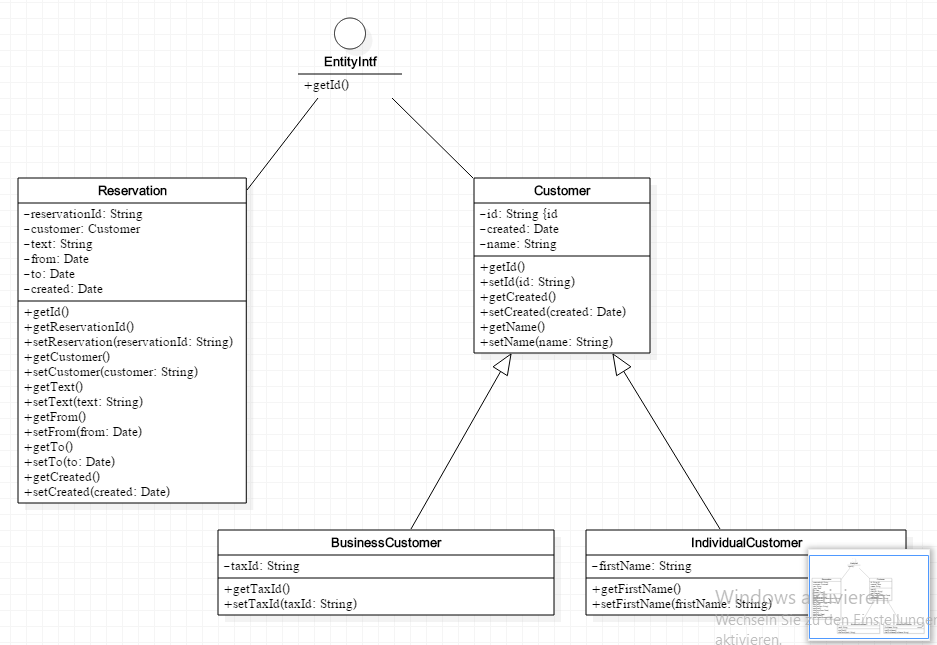 EntityIntf
+getId()
Reservation
-reservationId: String
-customer: Customer
-text: String
-from: Date
-to: Date
-created: Date
+getId()
+getReservationId()
+setReservation(reservationId: String)
+getCustomer()
+setCustomer(customer: String)
+getText()
+setText(text: String)
+getFrom()
+setFrom(from: Date)
+getTo()
+setTo(to: Date)
+getCreated()
+setCreated(created: Date)
Customer
-id: String {id
-created: Date
-name: String
+getId()
+setId(id: String)
+getCreated()
+setCreated(created: Date)
+getName()
+setName(name: String)
BusinessCustomer
-taxId: String
+getTaxId()
+setTaxId(taxId: String)
IndividualCustomer
-firstName: String
+getFirstName()
+setFirstName(fristName: String)
Windows aktivieren
Wechseln Sie zu den Einstellungen
aktivieren.